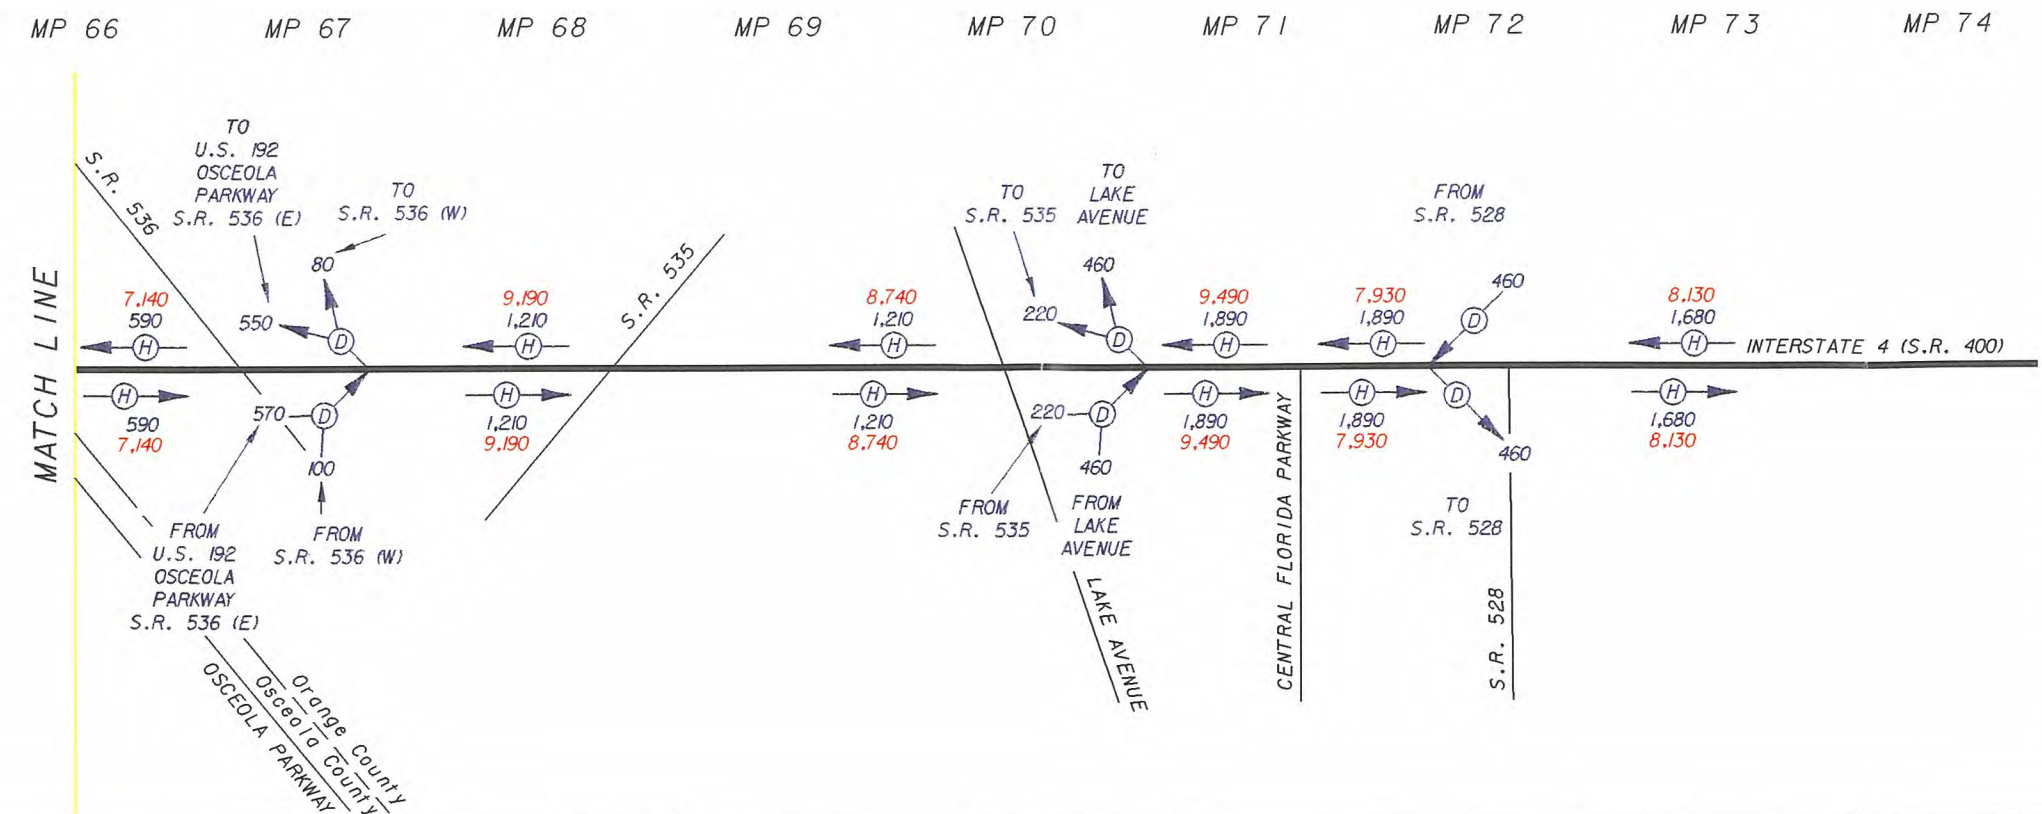 MP 66
MP 67
MP 68
MP 69
MP 70
MP 71
MP 72
MP 73
MP 74
MATCH LINE
S.R. 536
TO
U.S. 192
OSCEOLA
PARKWAY
S.R. 536 (E)
TO
S.R. 536 (W)
80
550
D
7,140
590
H
H
590
7,140
570
D
100
FROM
U.S. 192
OSCEOLA
PARKWAY
S.R. 536 (E)
FROM
S.R. 536 (W)
Orange County
Osceola County
OSCEOLA PARKWAY
9,190
1,210
H
H
1,210
9,190
S.R. 535
8,740
1,210
H
H
1,210
8,740
TO
S.R. 535
TO
LAKE
AVENUE
460
220
D
220
D
460
FROM
S.R. 535
FROM
LAKE
AVENUE
LAKE AVENUE
9,490
1,890
H
H
1,890
9,490
CENTRAL FLORIDA PARKWAY
7,930
1,890
H
H
1,890
7,930
FROM
S.R. 528
460
D
D
460
TO
S.R. 528
S.R. 528
8,130
1,680
H
H
1,680
8,130
INTERSTATE 4 (S.R. 400)